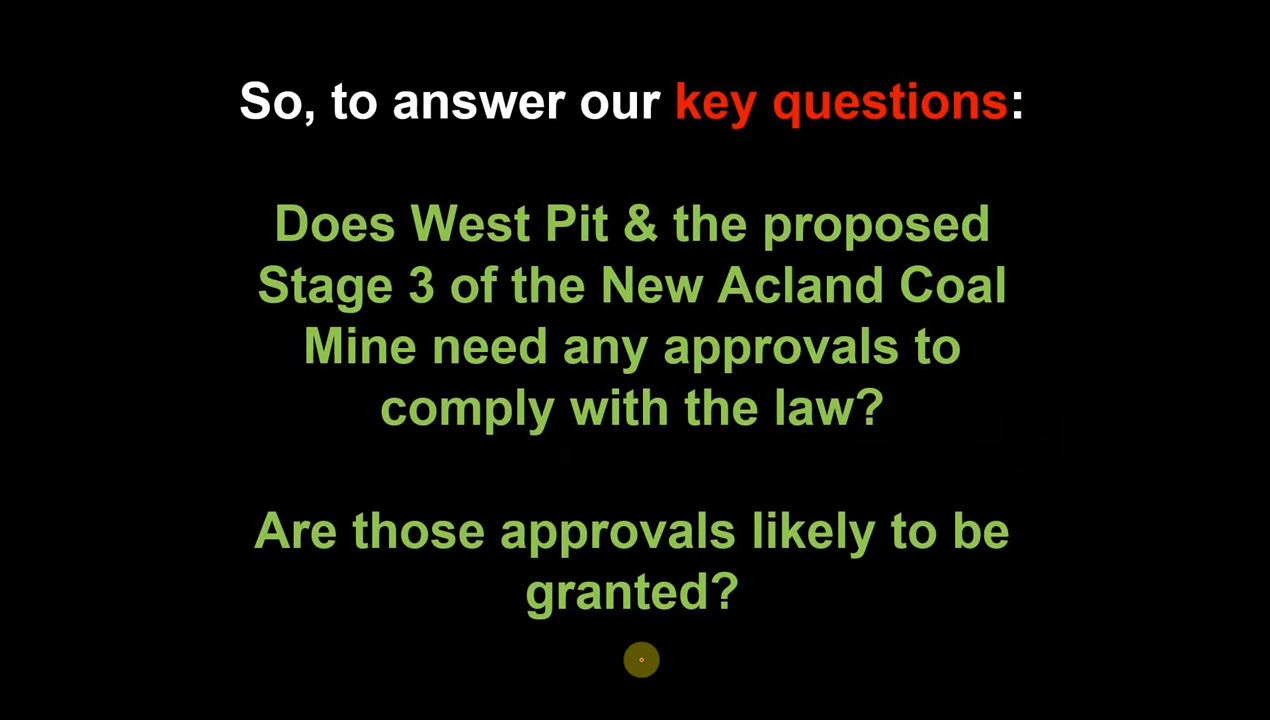 So, to answer our key questions:
Does West Pit & the proposed
Stage 3 of the New Acland Coal
Mine need any approvals to
comply with the law?
Are those approvals likely to be
granted?